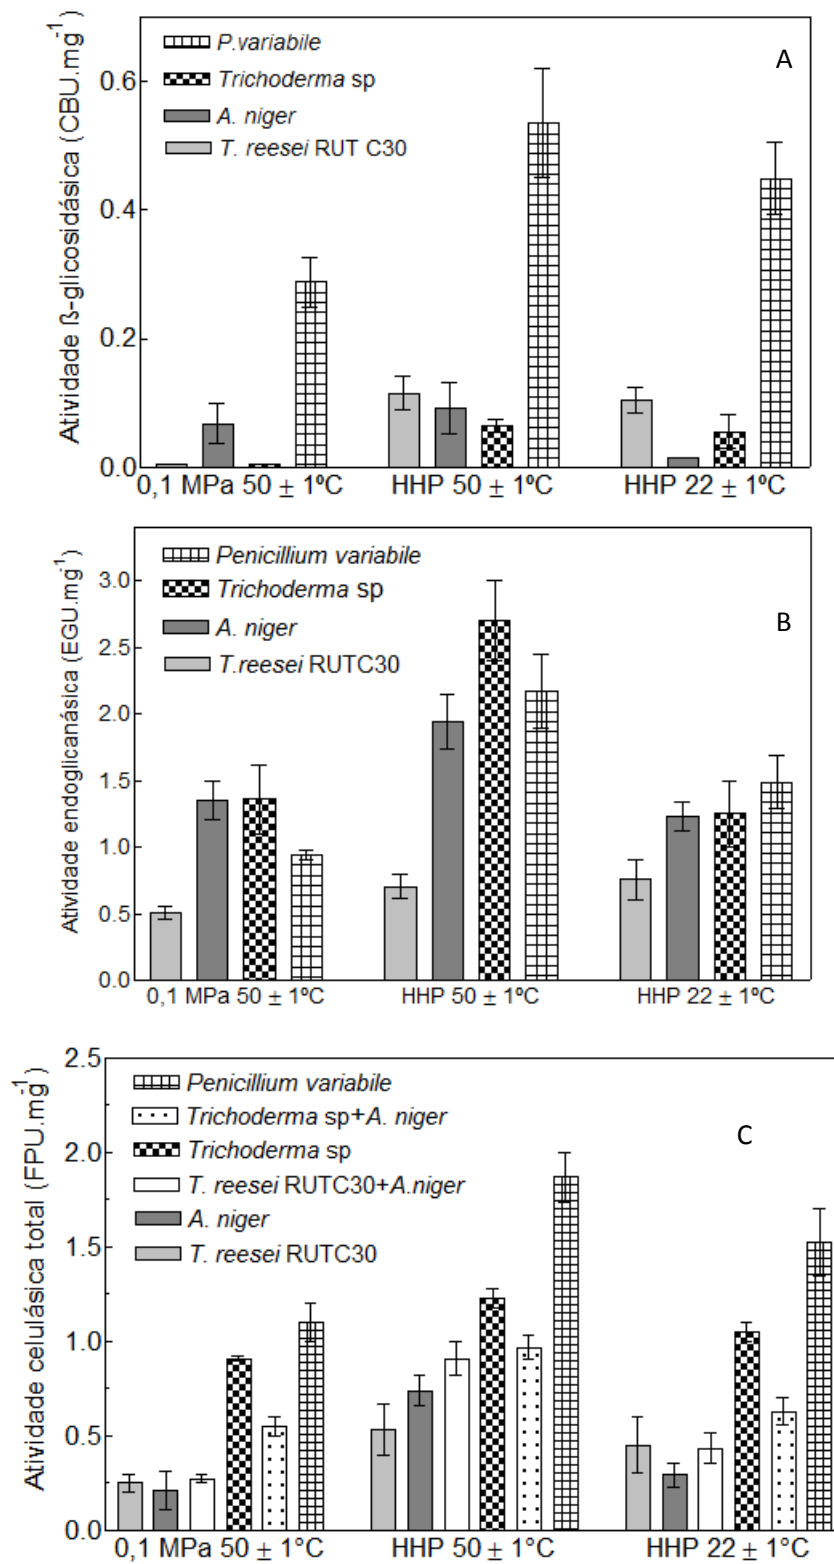 Atividade ß-glicosidásica (CBU.mg-1)
P.variabile
Trichoderma sp
A. niger
T. reesei RUT C30
A
0.6
0.4
0.2
0.0
0,1 MPa 50 ± 1ºC
HHP 50 ± 1ºC
HHP 22 ± 1ºC
Atividade endoglicanásica (EGU.mg-1)
Penicillium variabile
Trichoderma sp
A. niger
T.reesei RUTC30
B
3.0
2.5
2.0
1.5
1.0
0.5
0.0
0,1 MPa 50 ± 1ºC
HHP 50 ± 1ºC
HHP 22 ± 1ºC
Atividade celulásica total (FPU.mg-1)
Penicillium variabile
Trichoderma sp+A. niger
Trichoderma sp
T. reesei RUTC30+A.niger
A. niger
T. reesei RUTC30
C
2.5
2.0
1.5
1.0
0.5
0.0
0,1 MPa 50 ± 1°C
HHP 50 ± 1°C
HHP 22 ± 1°C